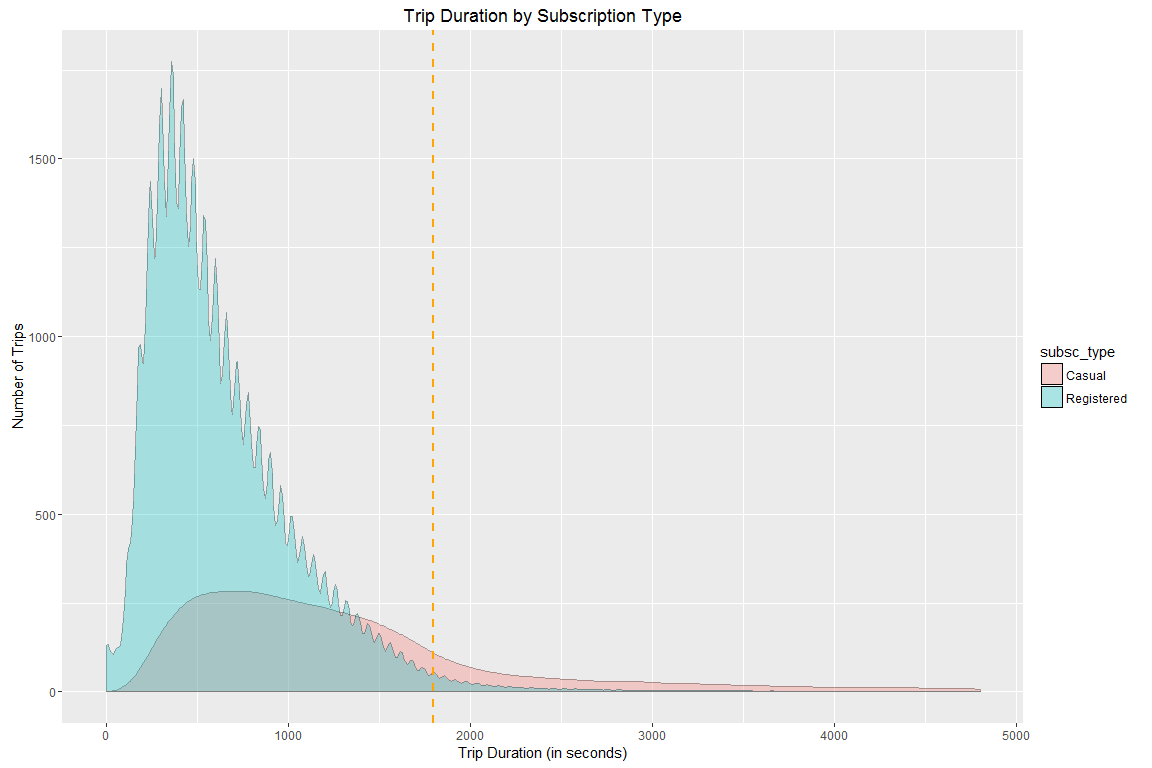 Trip Duration by Subscription Type
Number of Trips
1500
1000
500
0
0 1000 2000 3000 4000 5000
Trip Duration (in seconds)
subsc_type
Casual
Registered